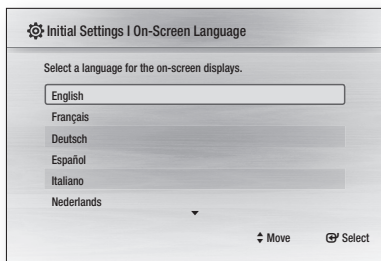 Initial Settings I On-Screen Language
Select a language for the on-screen displays.
English
Français
Deutsch
Español
Italiano
Nederlands
Move Select